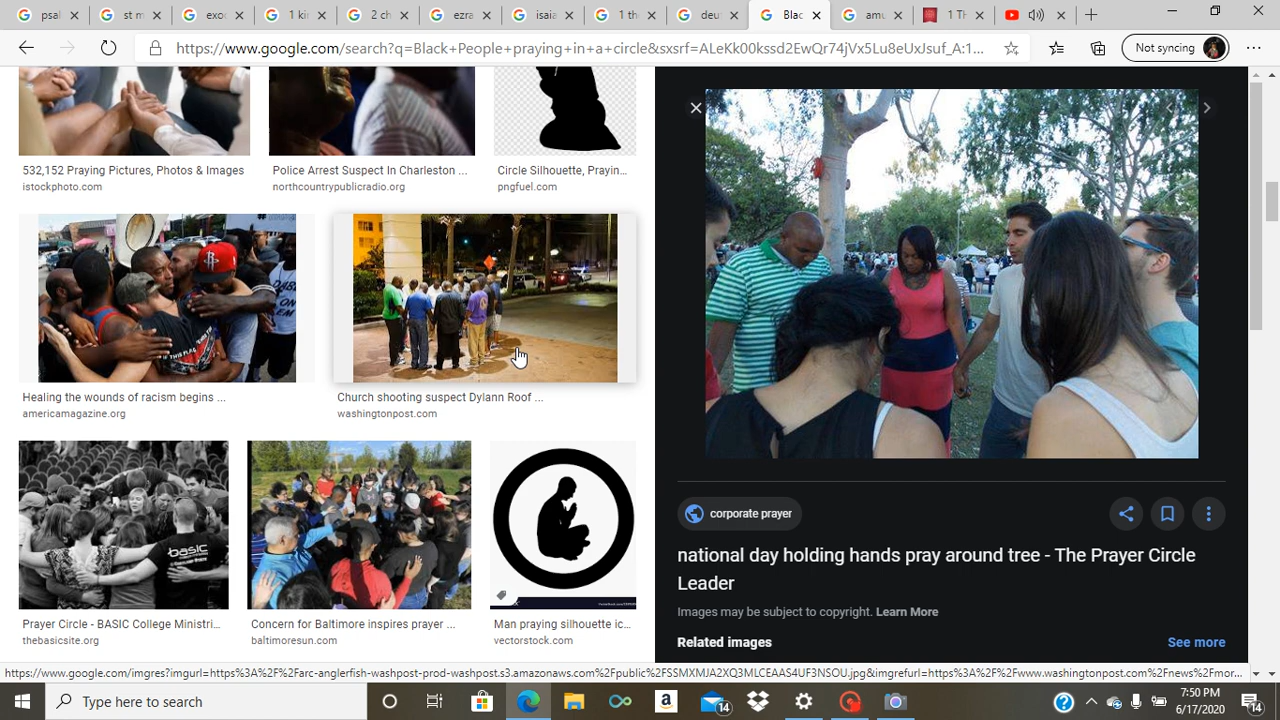 psal
st m
exo
1 ki
2 ch
ezra
isaia
1 the
deu
Blac
amu
1 Th
https://www.google.com/search?q=Black+People+praying+in+a+circle&sxsrf=ALeKk00kssd2EwQr74jVx5Lu8eUxJsuf_A:1...
Not syncing
532,152 Praying Pictures, Photos & Images
istockphoto.com
Police Arrest Suspect In Charleston ...
northcountrypublicradio.org
Circle Silhouette, Prayin...
pngfuel.com
Healing the wounds of racism begins ...
americamagazine.org
Church shooting suspect Dylann Roof ...
washingtonpost.com
basic
Prayer Circle - BASIC College Ministri...
thebasicsite.org
Concern for Baltimore inspires prayer ...
baltimoresun.com
Man praying silhouette ic...
vectorstock.com
corporate prayer
national day holding hands pray around tree - The Prayer Circle
Leader
Images may be subject to copyright. Learn More
Related images
See more
https://www.google.com/imgres?imgurl=https%3A%2F%2Farc-anglerfish-washpost-prod-washpost.s3.amazonaws.com%2Fpublic%2FSSMXMJA2XQ3MLCEAAS4UF3NSOU.jpg&imgrefurl=https%3A%2F%2Fwww.washingtonpost.com%2Fnews%2Fmor...
Type here to search
14
7:50 PM
6/17/2020
14